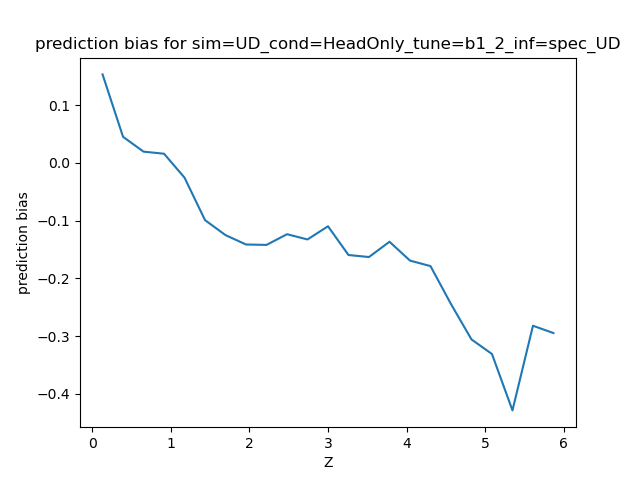 prediction bias for sim=UD_cond=HeadOnly_tune=b1_2_inf=spec_UD
prediction bias
0.1
0.0
−0.1
−0.2
−0.3
−0.4
0 1 2 3 4 5 6
Z